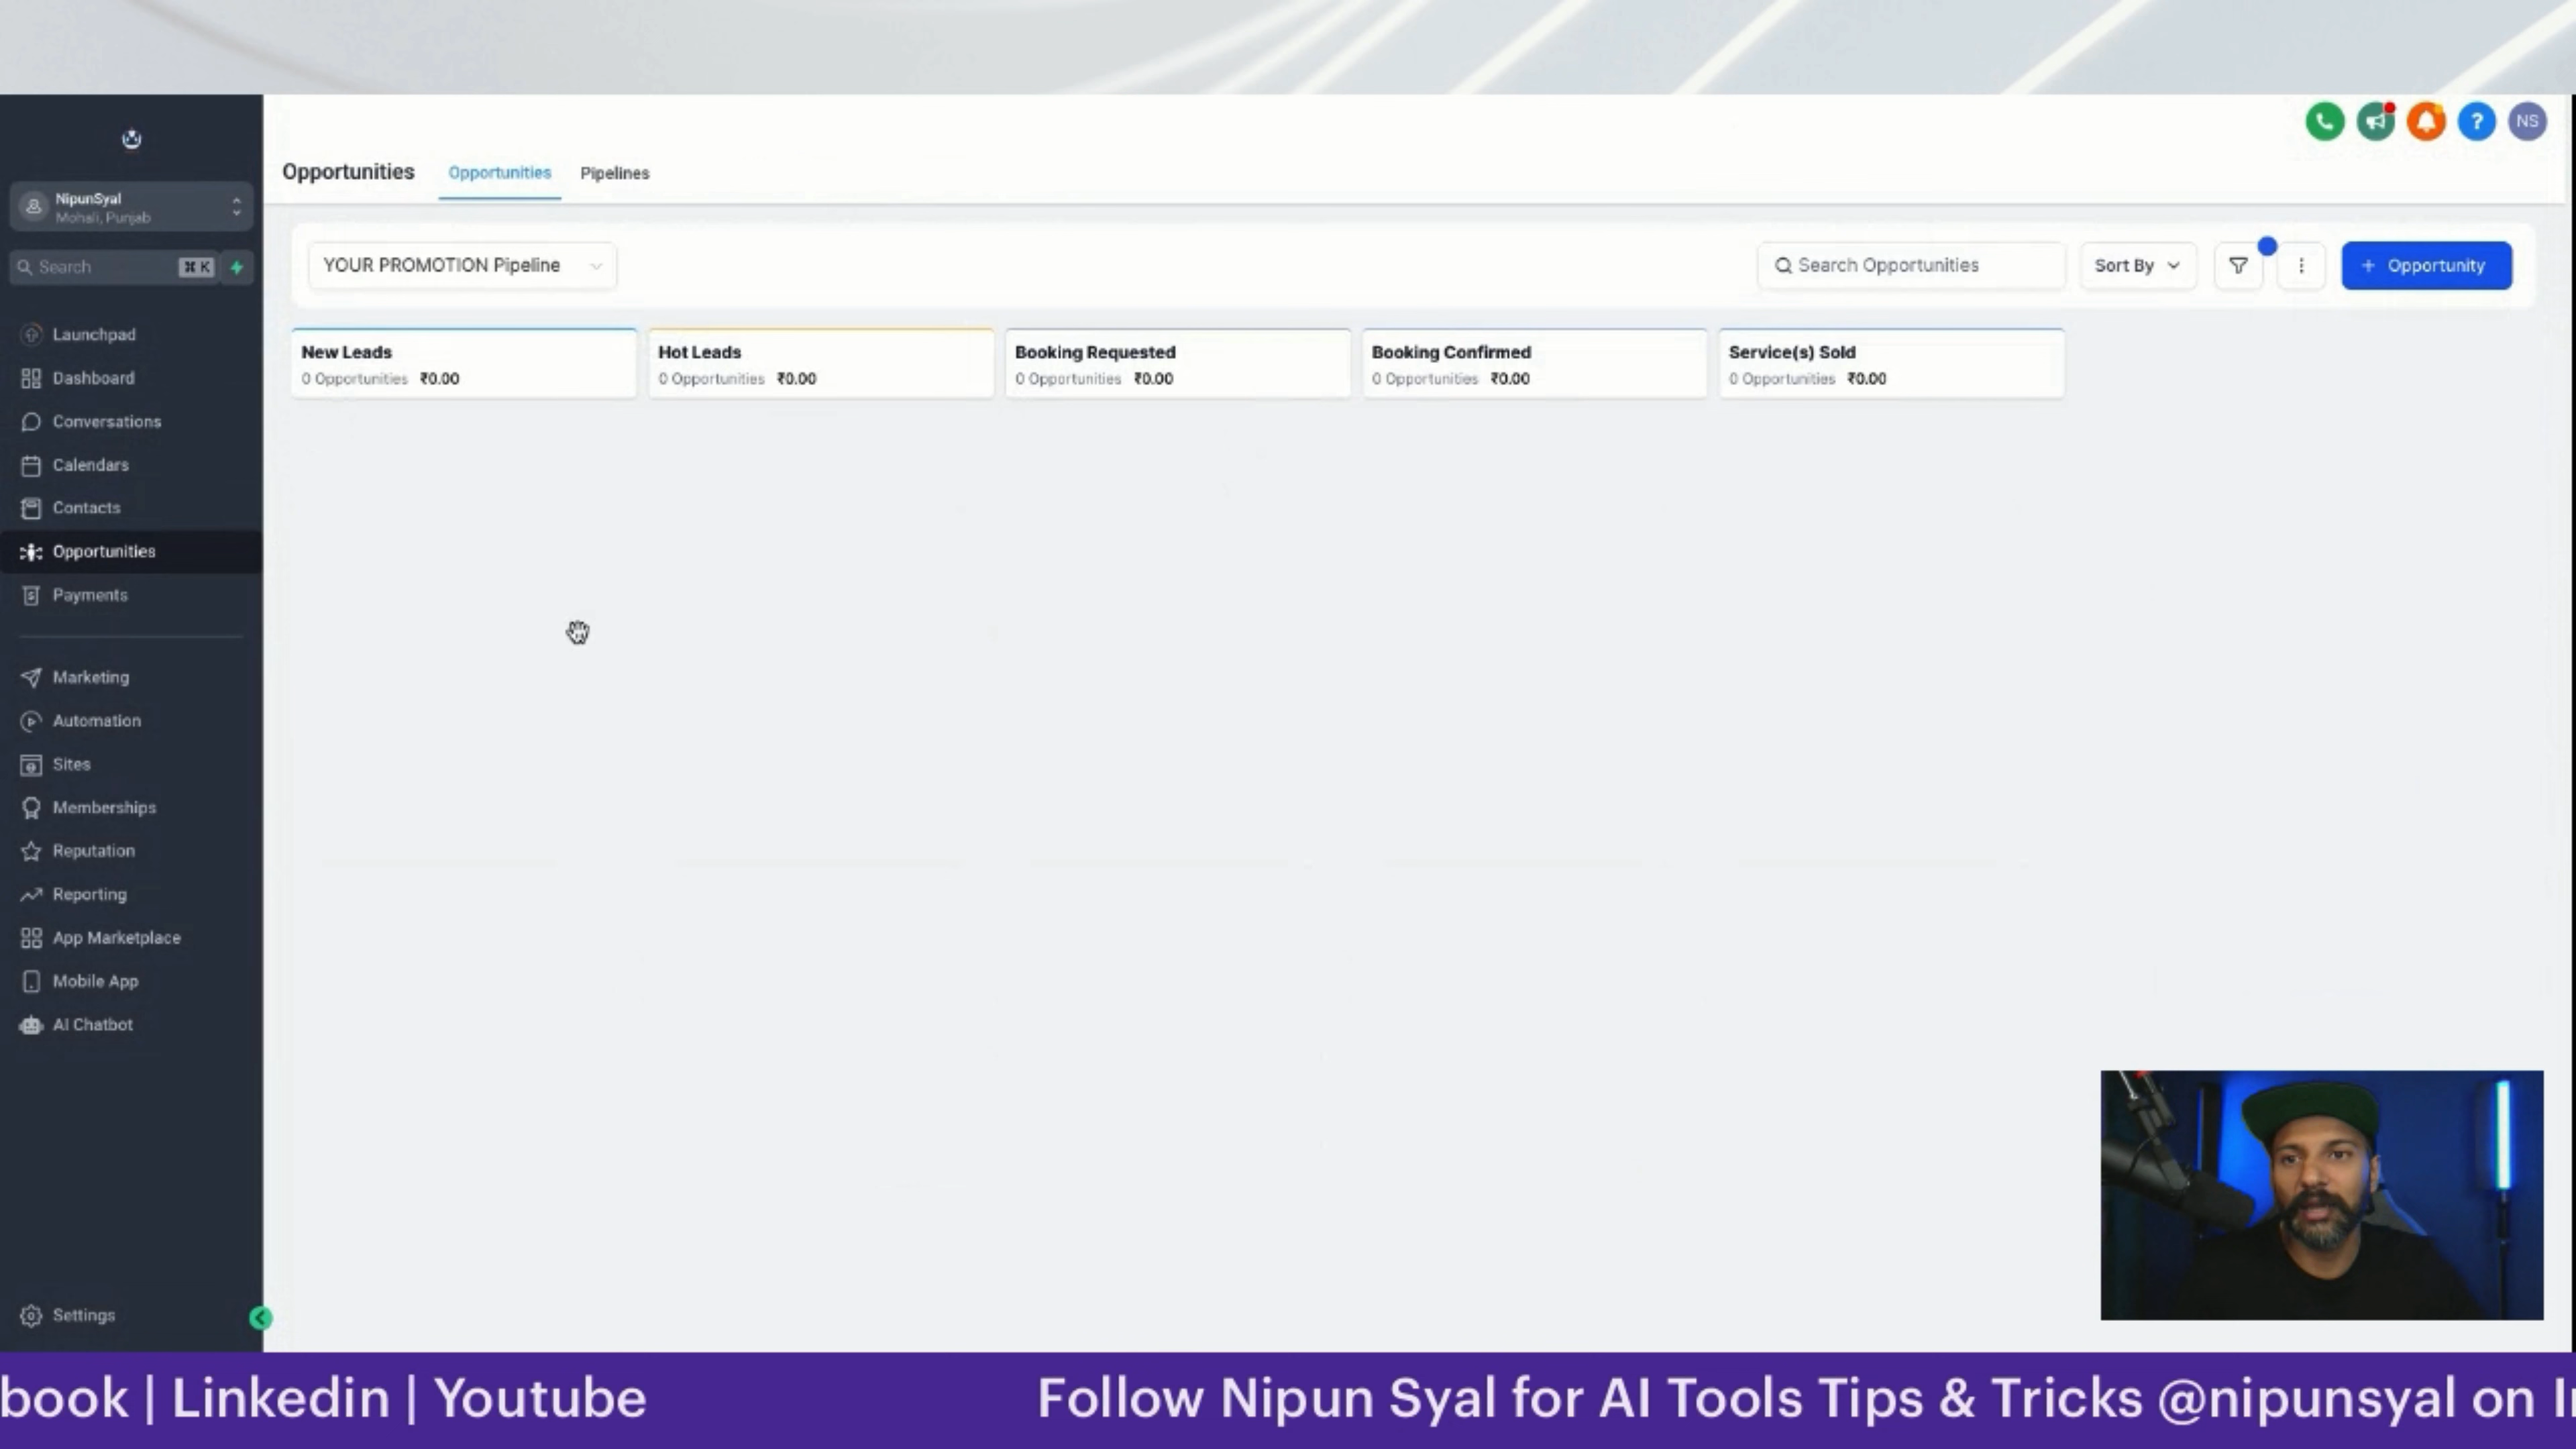 NS
NipunSyal
Mohali, Punjab
Search ⌘ K
Launchpad
Dashboard
Conversations
Calendars
Contacts
Opportunities
Payments
Marketing
Automation
Sites
Memberships
Reputation
Reporting
App Marketplace
Mobile App
AI Chatbot
Settings
Opportunities Opportunities Pipelines
YOUR PROMOTION Pipeline
Search Opportunities Sort By + Opportunity
New Leads
0 Opportunities ₹0.00
Hot Leads
0 Opportunities ₹0.00
Booking Requested
0 Opportunities ₹0.00
Booking Confirmed
0 Opportunities ₹0.00
Service(s) Sold
0 Opportunities ₹0.00
book | Linkedin | Youtube Follow Nipun Syal for AI Tools Tips & Tricks @nipunsyal on I